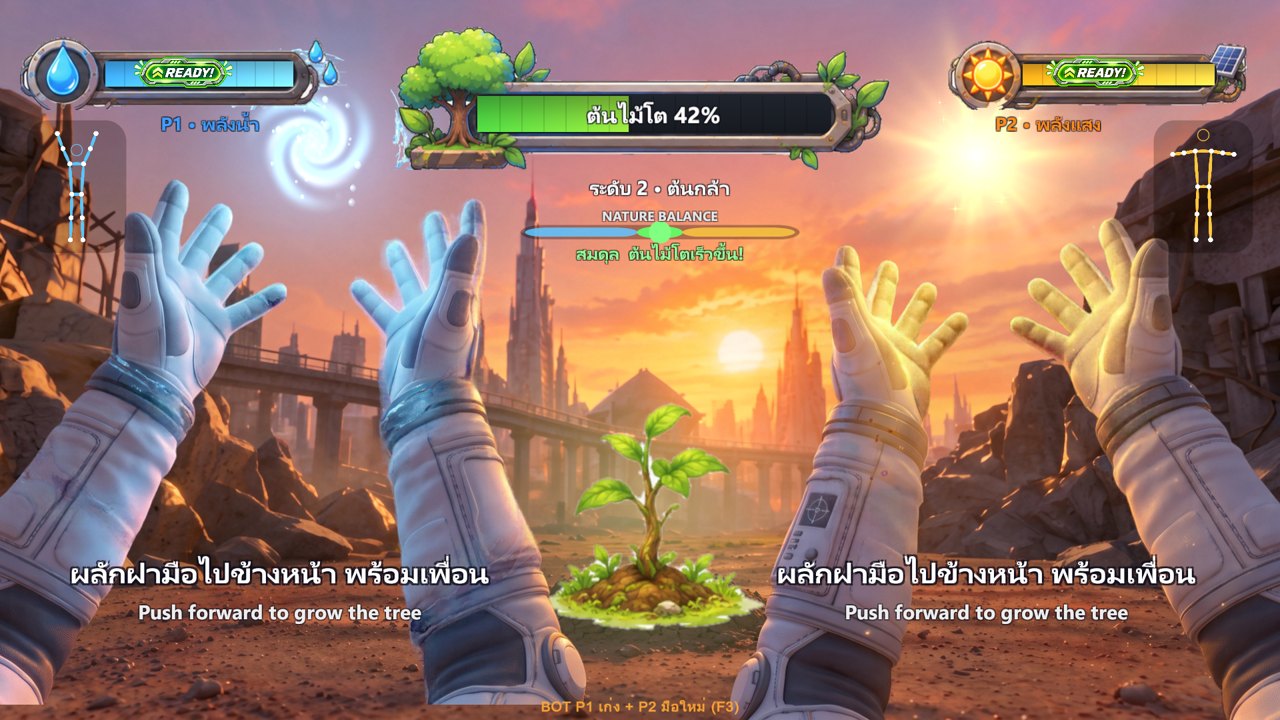 READY!
P1 • พลังน้ำ
ต้นไม้โต 42%
READY!
P2 • พลังแสง
ระดับ 2 • ต้นกล้า
NATURE BALANCE
สมดุล ต้นไม้โตเร็วขึ้น!
ผลักฝ่ามือไปข้างหน้า พร้อมเพื่อน
Push forward to grow the tree
ผลักฝ่ามือไปข้างหน้า พร้อมเพื่อน
Push forward to grow the tree
BOT P1 เก่ง + P2 มือใหม่ (F3)